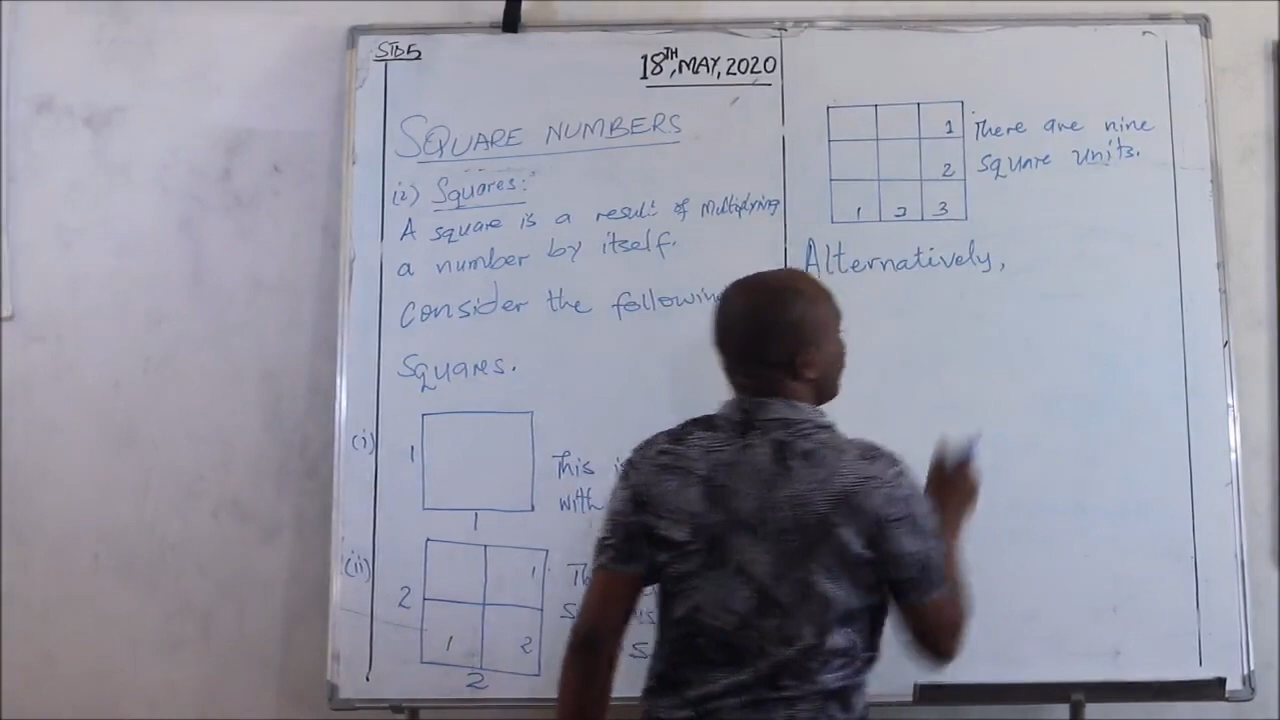 STD5
18TH, MAY, 2020
SQUARE NUMBERS
(i) Squares:
A square is a result of Multiplying
a number by itself.
Consider the following
Squares.
(i)
1
1
This
with
(ii)
2
1
1 2
2
1
2
1 2 3
There are nine
square units.
Alternatively,